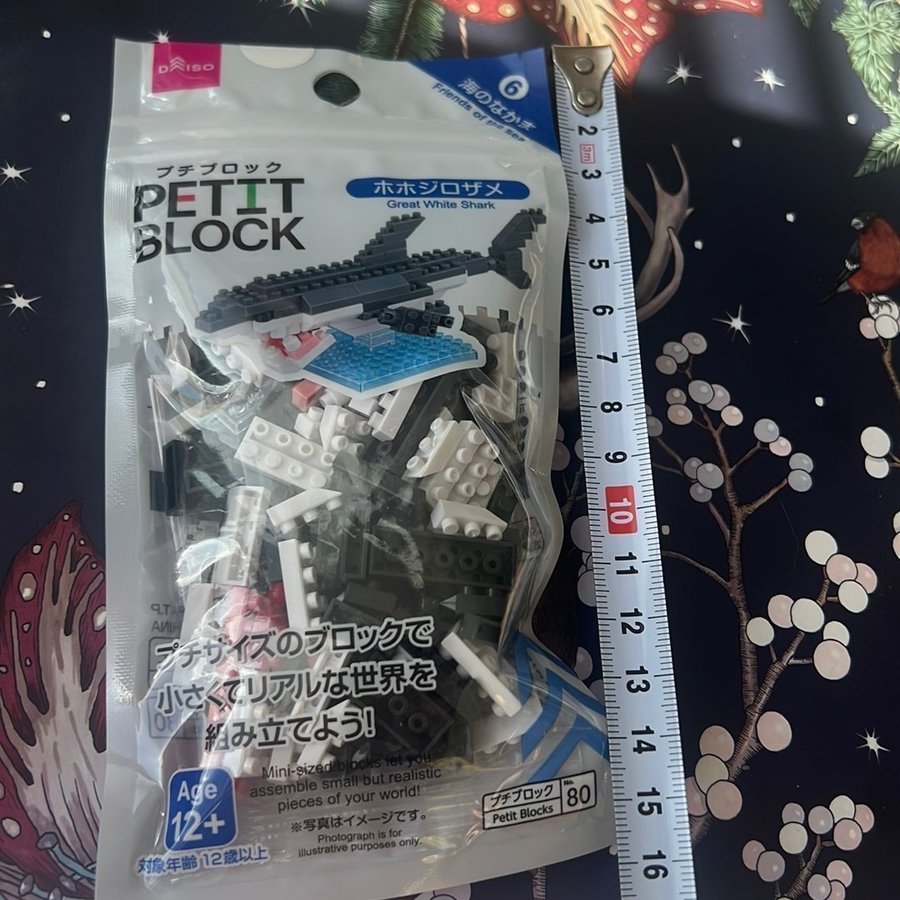 DAISO
6
海のなかま
Friends of the sea
プチブロック
PETIT
BLOCK
ホホジロザメ
Great White Shark
プチサイズのブロックで
小さくてリアルな世界を
組み立てよう!
Mini-sized blocks let you
assemble small but realistic
pieces of your world!
※写真はイメージです。
Photograph is for
illustrative purposes only.
Age
12+
対象年齢 12歳以上
プチブロック
Petit Blocks
No.
80
2
3m
3
4
5
6
7
8
9
10
11
12
13
14
15
16